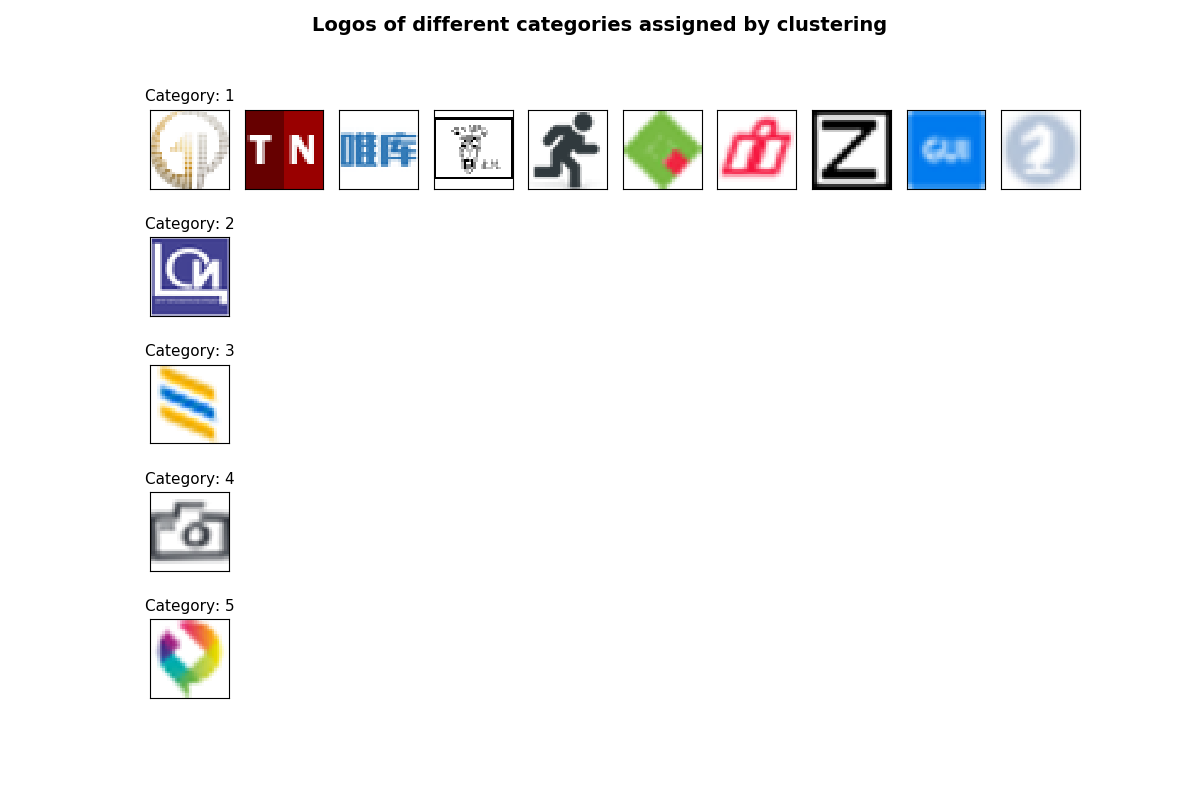 Logos of different categories assigned by clustering
Category: 1
T N
唯库
Z
GUI
Category: 2
Category: 3
Category: 4
Category: 5